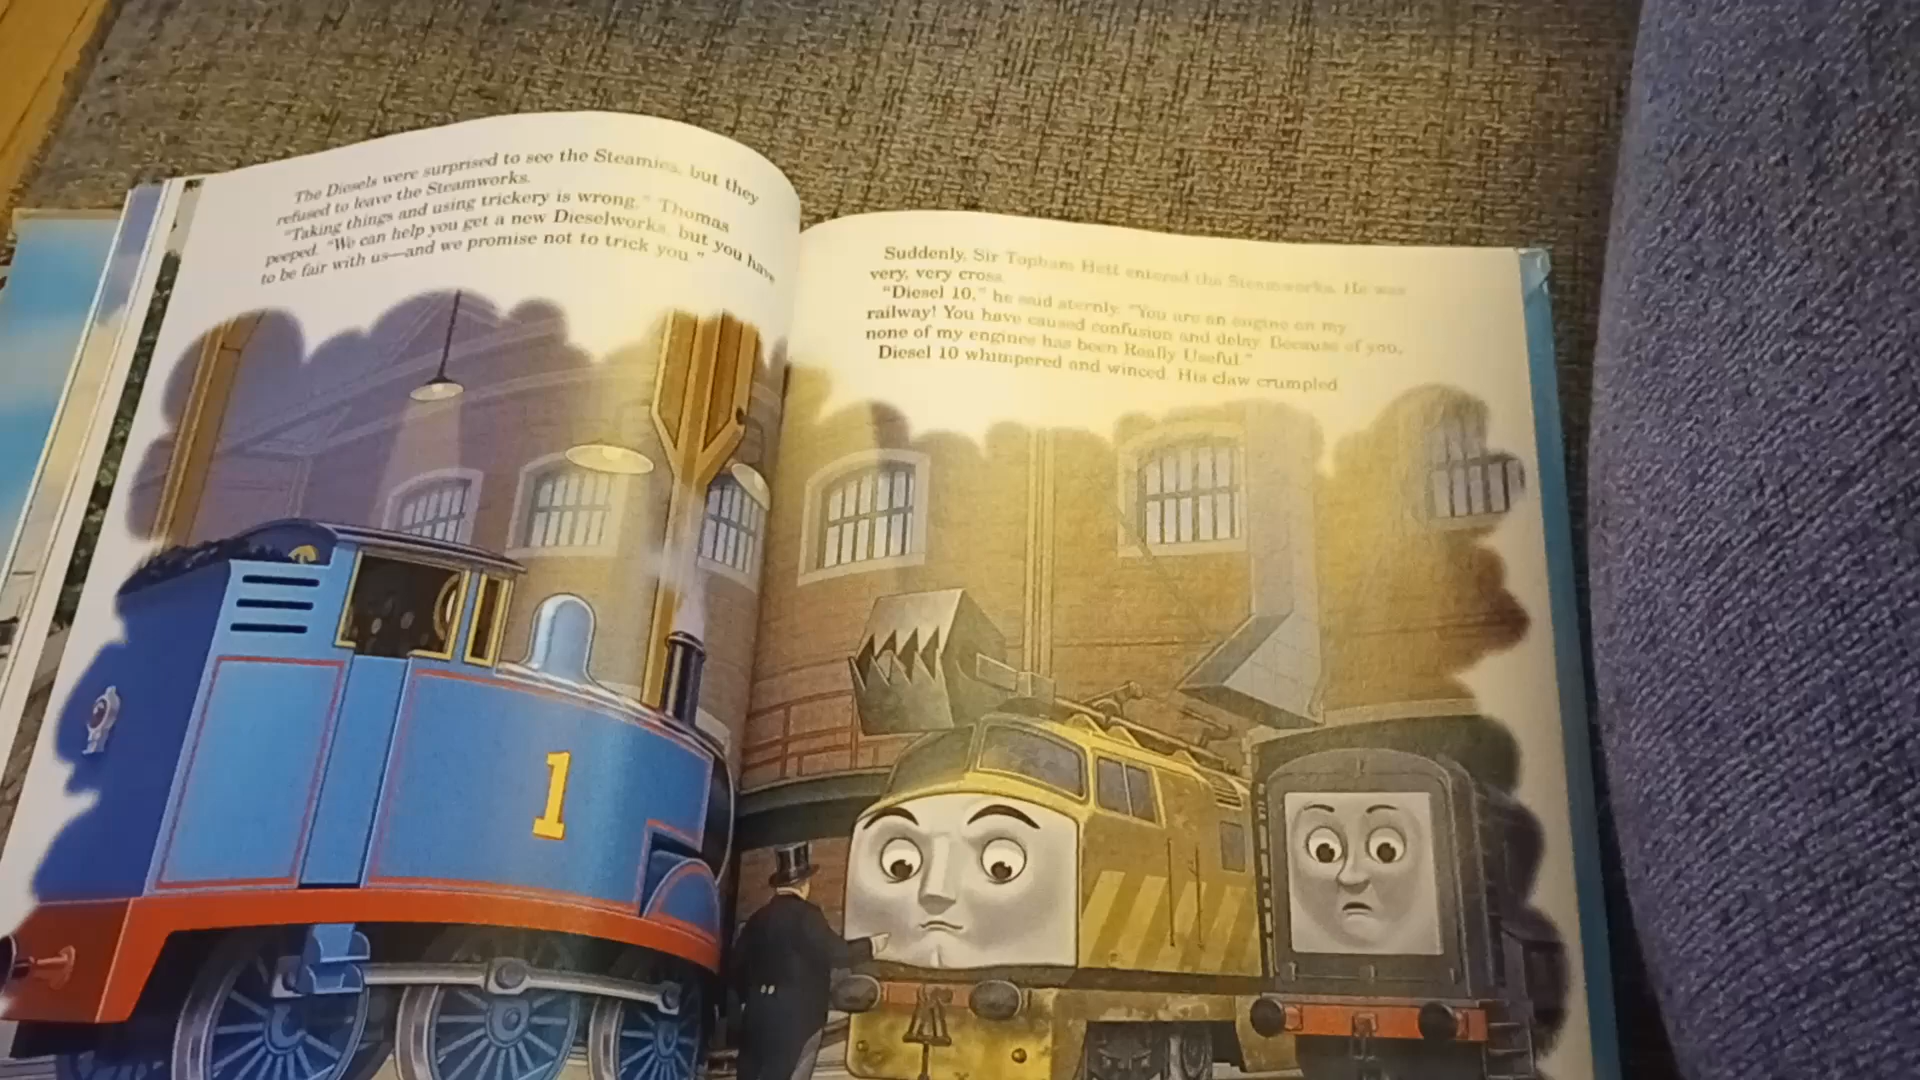 The Diesels were surprised to see the Steamies, but they
refused to leave the Steamworks.
"Taking things and using trickery is wrong," Thomas
peeped. "We can help you get a new Dieselworks, but you have
to be fair with us—and we promise not to trick you."
Suddenly, Sir Topham Hatt entered the Steamworks. He was
very, very cross.
"Diesel 10," he said sternly. "You are an engine on my
railway! You have caused confusion and delay. Because of you,
none of my engines has been Really Useful."
Diesel 10 whimpered and winced. His claw crumpled
1